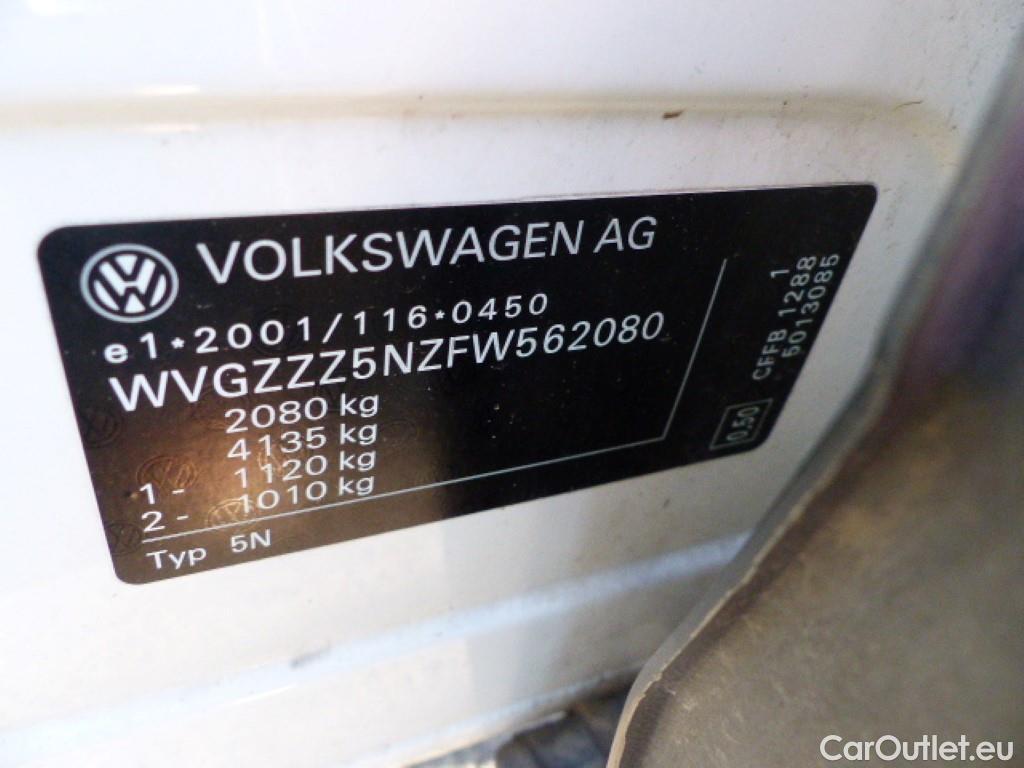 VOLKSWAGEN AG
e1*2001/116*0450
WVGZZZ5NZFW562080
2080 kg
4135 kg
1 - 1120 kg
2 - 1010 kg
Typ 5N
1
CFFB 1288
5013085
0.50
CarOutlet.eu